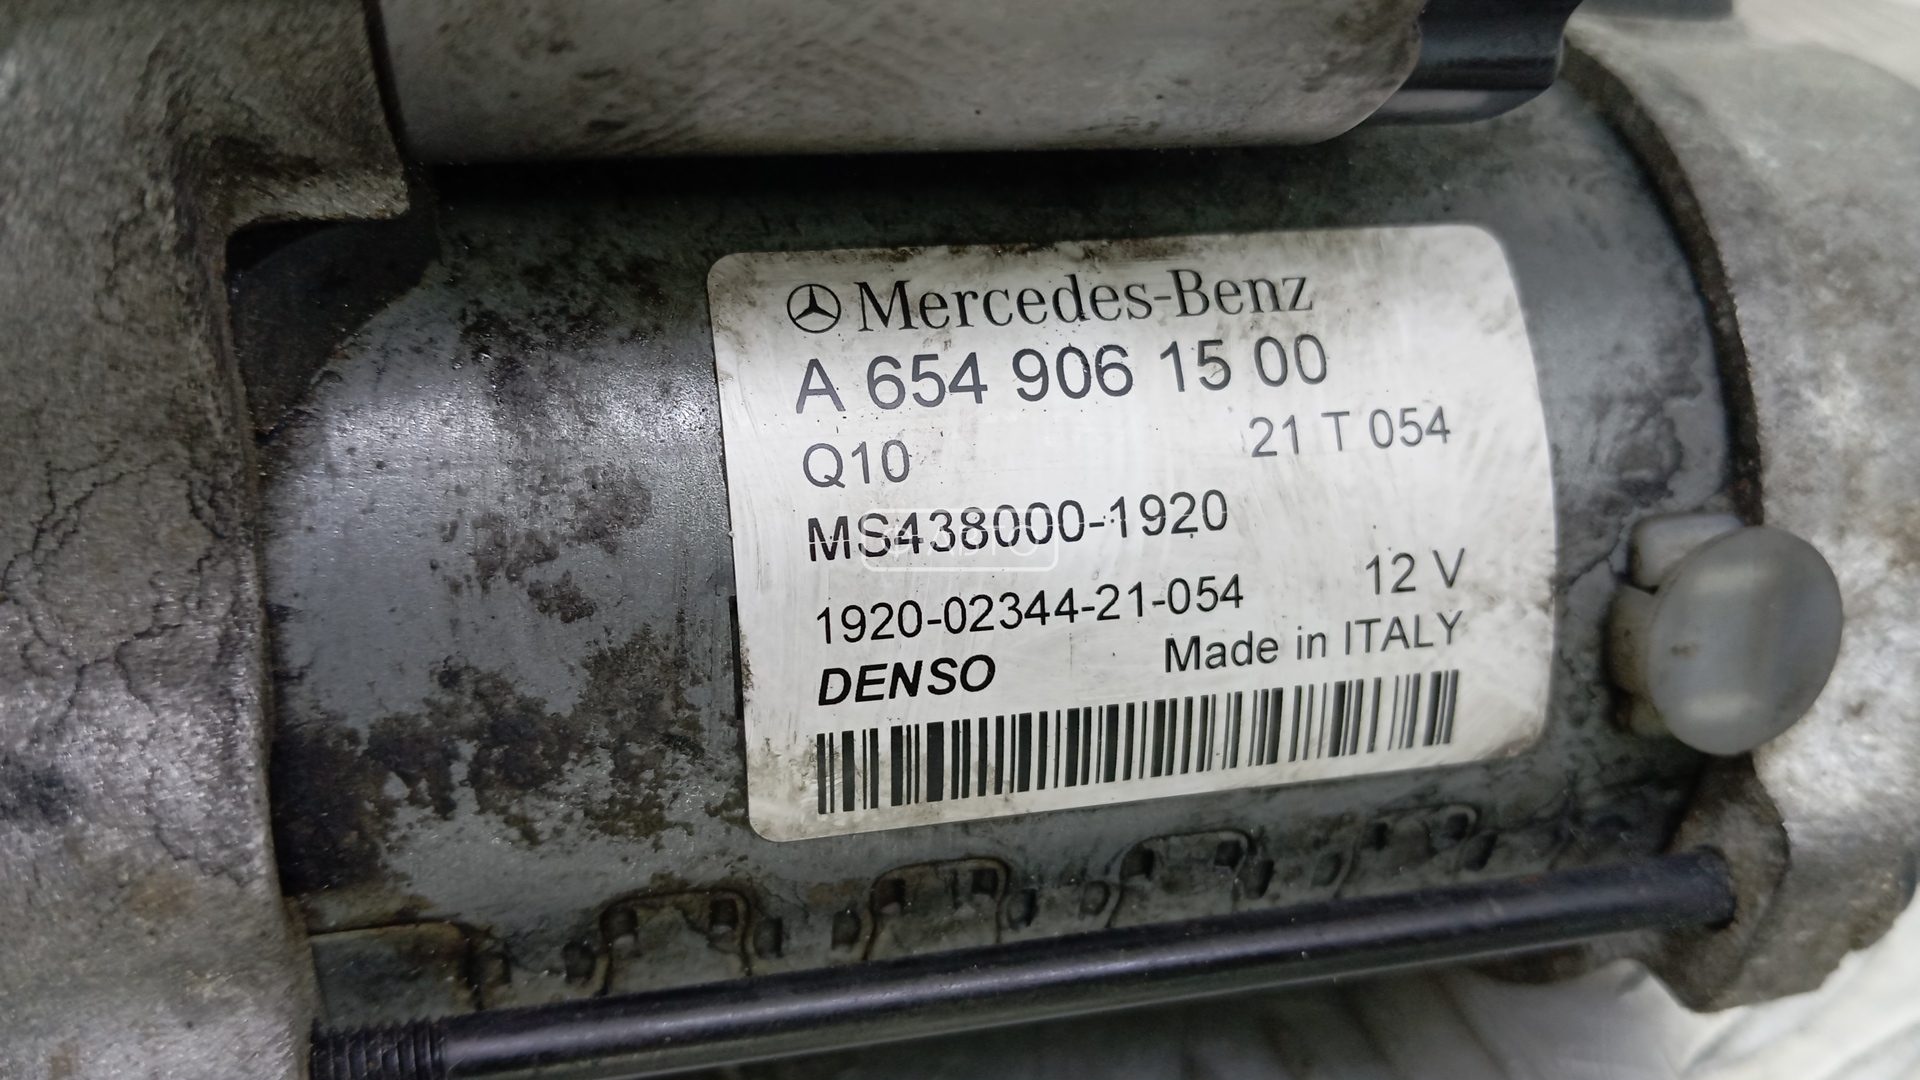 Mercedes-Benz
A 654 906 15 00
Q10 21 T 054
MS438000-1920
1920-02344-21-054 12 V
DENSO Made in ITALY